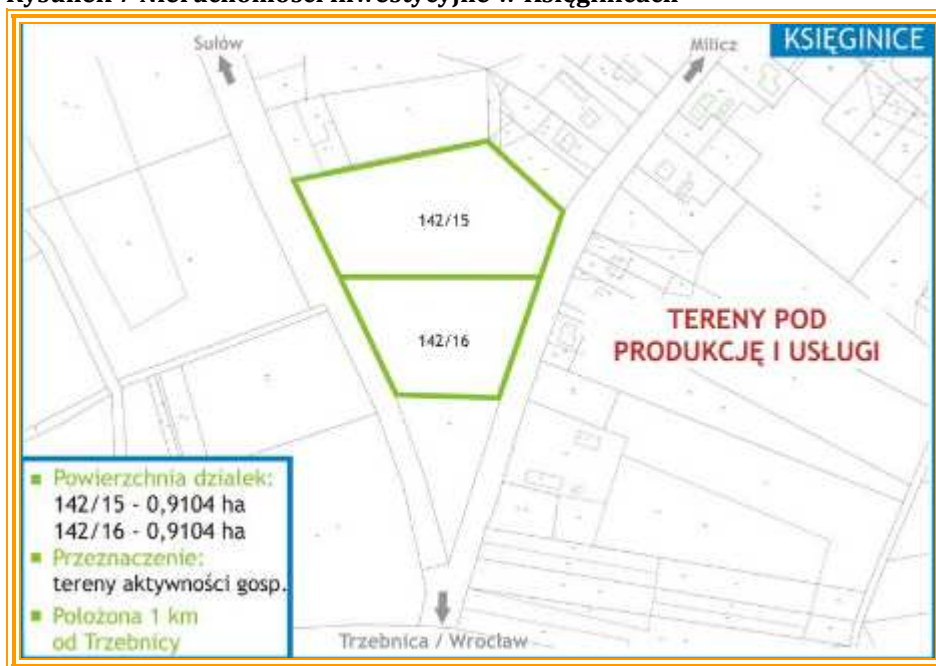 KSIĘGINICE
Sułów
Milicz
142/15
142/16
TERENY POD
PRODUKCJĘ I USŁUGI
Powierzchnia działek:
142/15 - 0,9104 ha
142/16 - 0,9104 ha
Przeznaczenie:
tereny aktywności gosp.
Położona 1 km
od Trzebnicy
Trzebnica / Wrocław